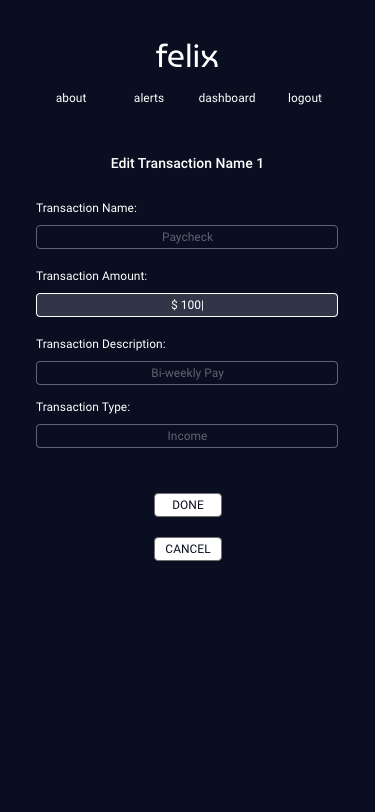 felix
about alerts dashboard logout
Edit Transaction Name 1
Transaction Name:
Paycheck
Transaction Amount:
$ 100|
Transaction Description:
Bi-weekly Pay
Transaction Type:
Income
DONE
CANCEL